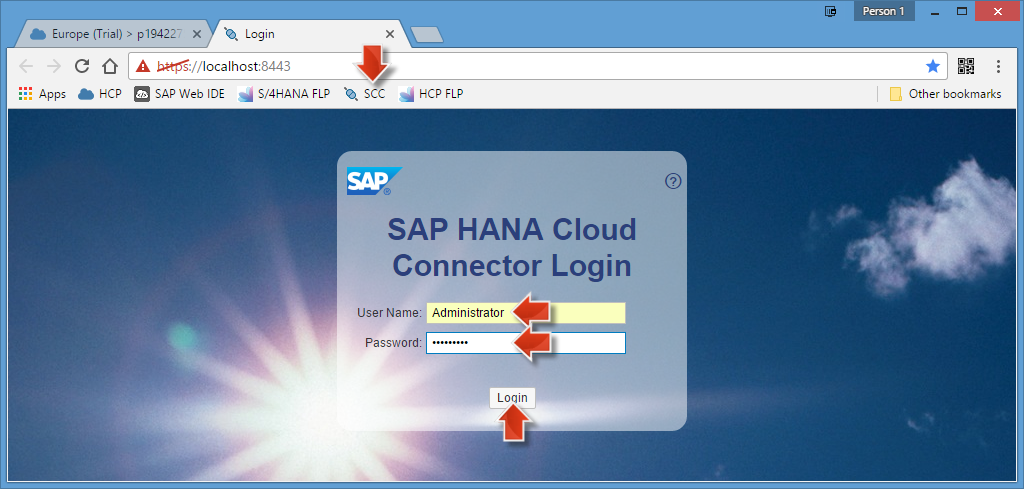 Person 1
Europe (Trial) > p194227
Login
https://localhost:8443
Apps
HCP
SAP Web IDE
S/4HANA FLP
SCC
HCP FLP
Other bookmarks
SAP ®
?
SAP HANA Cloud
Connector Login
User Name: Administrator
Password: •••••••••
Login